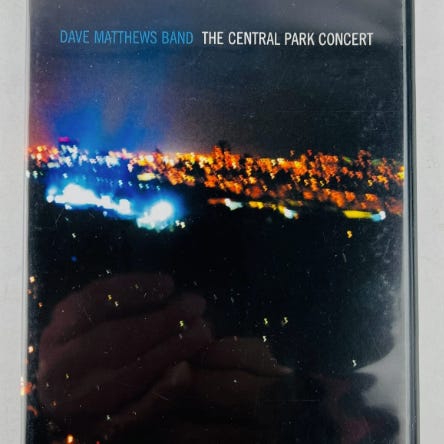 DAVE MATTHEWS BAND THE CENTRAL PARK CONCERT